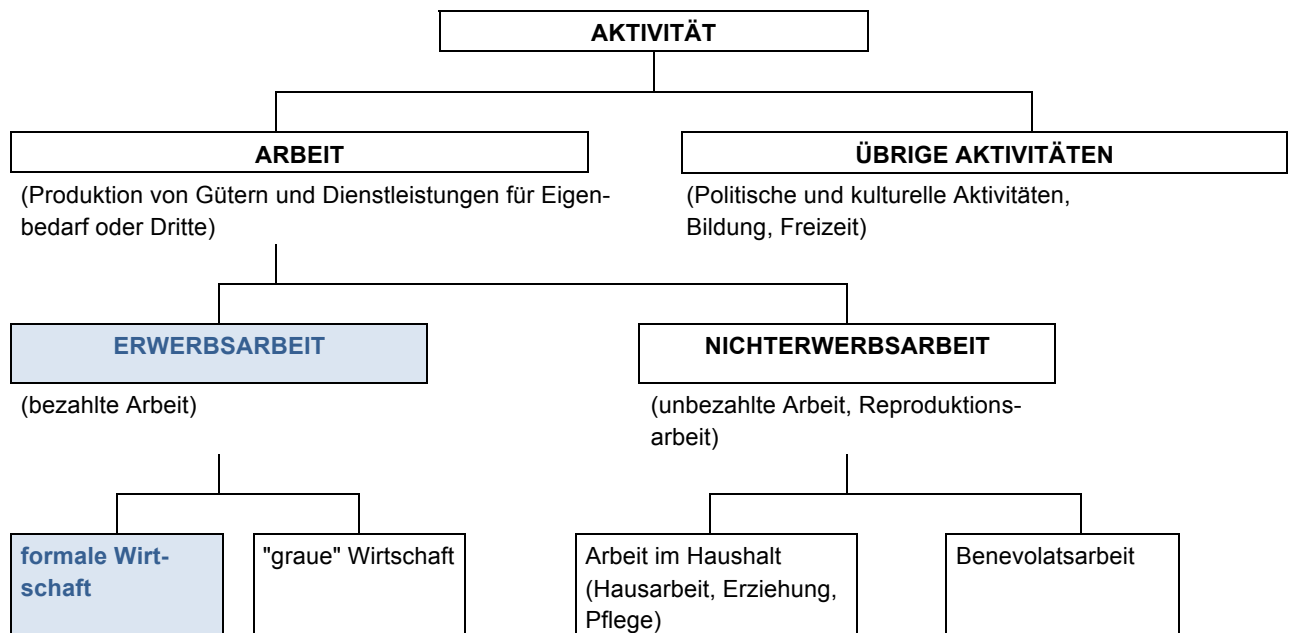 AKTIVITÄT
ARBEIT
(Produktion von Gütern und Dienstleistungen für Eigen-
bedarf oder Dritte)
ÜBRIGE AKTIVITÄTEN
(Politische und kulturelle Aktivitäten,
Bildung, Freizeit)
ERWERBSARBEIT
(bezahlte Arbeit)
NICHTERWERBSARBEIT
(unbezahlte Arbeit, Reproduktions-
arbeit)
formale Wirt-
schaft
"graue" Wirtschaft
Arbeit im Haushalt
(Hausarbeit, Erziehung,
Pflege)
Benevolatsarbeit